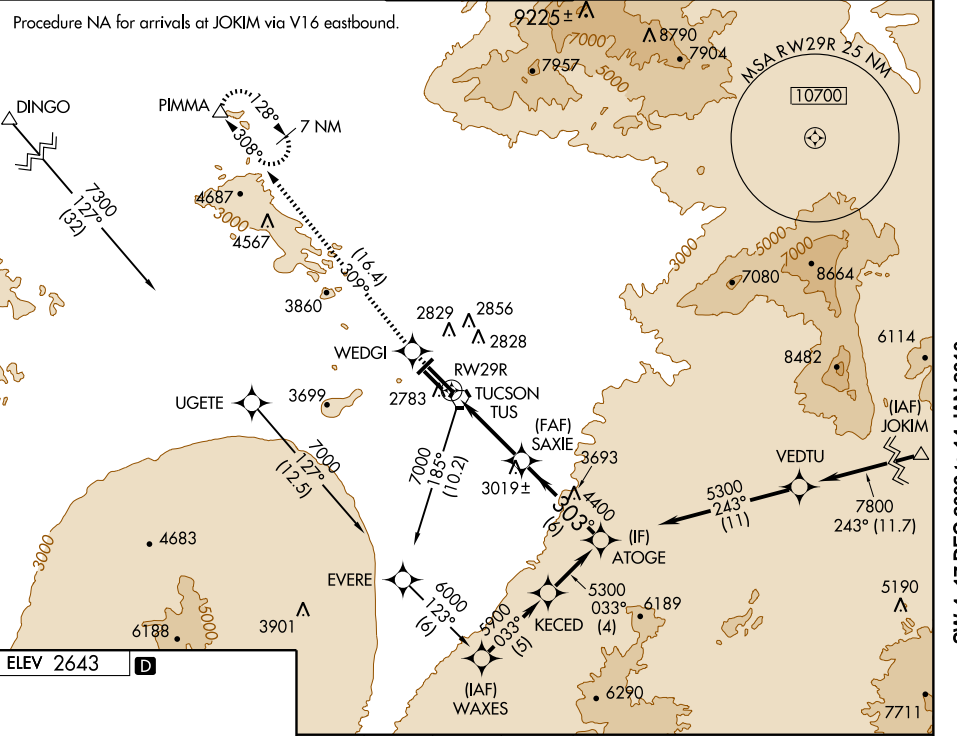 Procedure NA for arrivals at JOKIM via V16 eastbound.
9225±
8790
7000
7904
7957
5000
MSA RW29R 25 NM
10700
DINGO
PIMMA
128°
7 NM
308°
7300
127°
(32)
4687
3000
4567
(16.4)
309°
3860
3000
5000
7000
7080
8664
2829
2856
2828
WEDGI
RW29R
TUCSON
TUS
2783
6114
8482
UGETE
3699
(FAF)
SAXIE
(IAF)
JOKIM
7000
127°
(12.5)
7000
185°
(10.2)
3019±
3693
VEDTU
4400
303°
(6)
5300
243°
(11)
7800
243° (11.7)
(IF)
ATOGE
3000
4683
EVERE
6000
123°
(6)
5300
033°
(4)
5190
KECED
6189
5900
033°
(5)
5000
6188
3901
ELEV 2643
D
(IAF)
WAXES
6290
7711